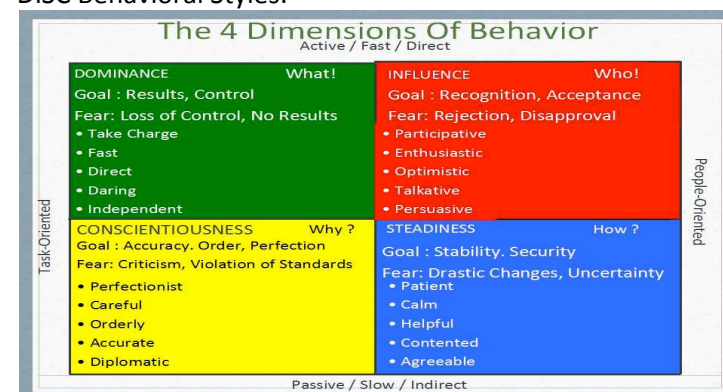 DISC Behavioral Styles:
The 4 Dimensions Of Behavior
Active / Fast / Direct
Task-Oriented
DOMINANCE What!
Goal : Results, Control
Fear: Loss of Control, No Results
• Take Charge
• Fast
• Direct
• Daring
• Independent
INFLUENCE Who!
Goal : Recognition, Acceptance
Fear: Rejection, Disapproval
• Participative
• Enthusiastic
• Optimistic
• Talkative
• Persuasive
People-Oriented
CONSCIENTIOUSNESS Why ?
Goal : Accuracy. Order, Perfection
Fear: Criticism, Violation of Standards
• Perfectionist
• Careful
• Orderly
• Accurate
• Diplomatic
STEADINESS How ?
Goal : Stability. Security
Fear: Drastic Changes, Uncertainty
• Patient
• Calm
• Helpful
• Contented
• Agreeable
Passive / Slow / Indirect